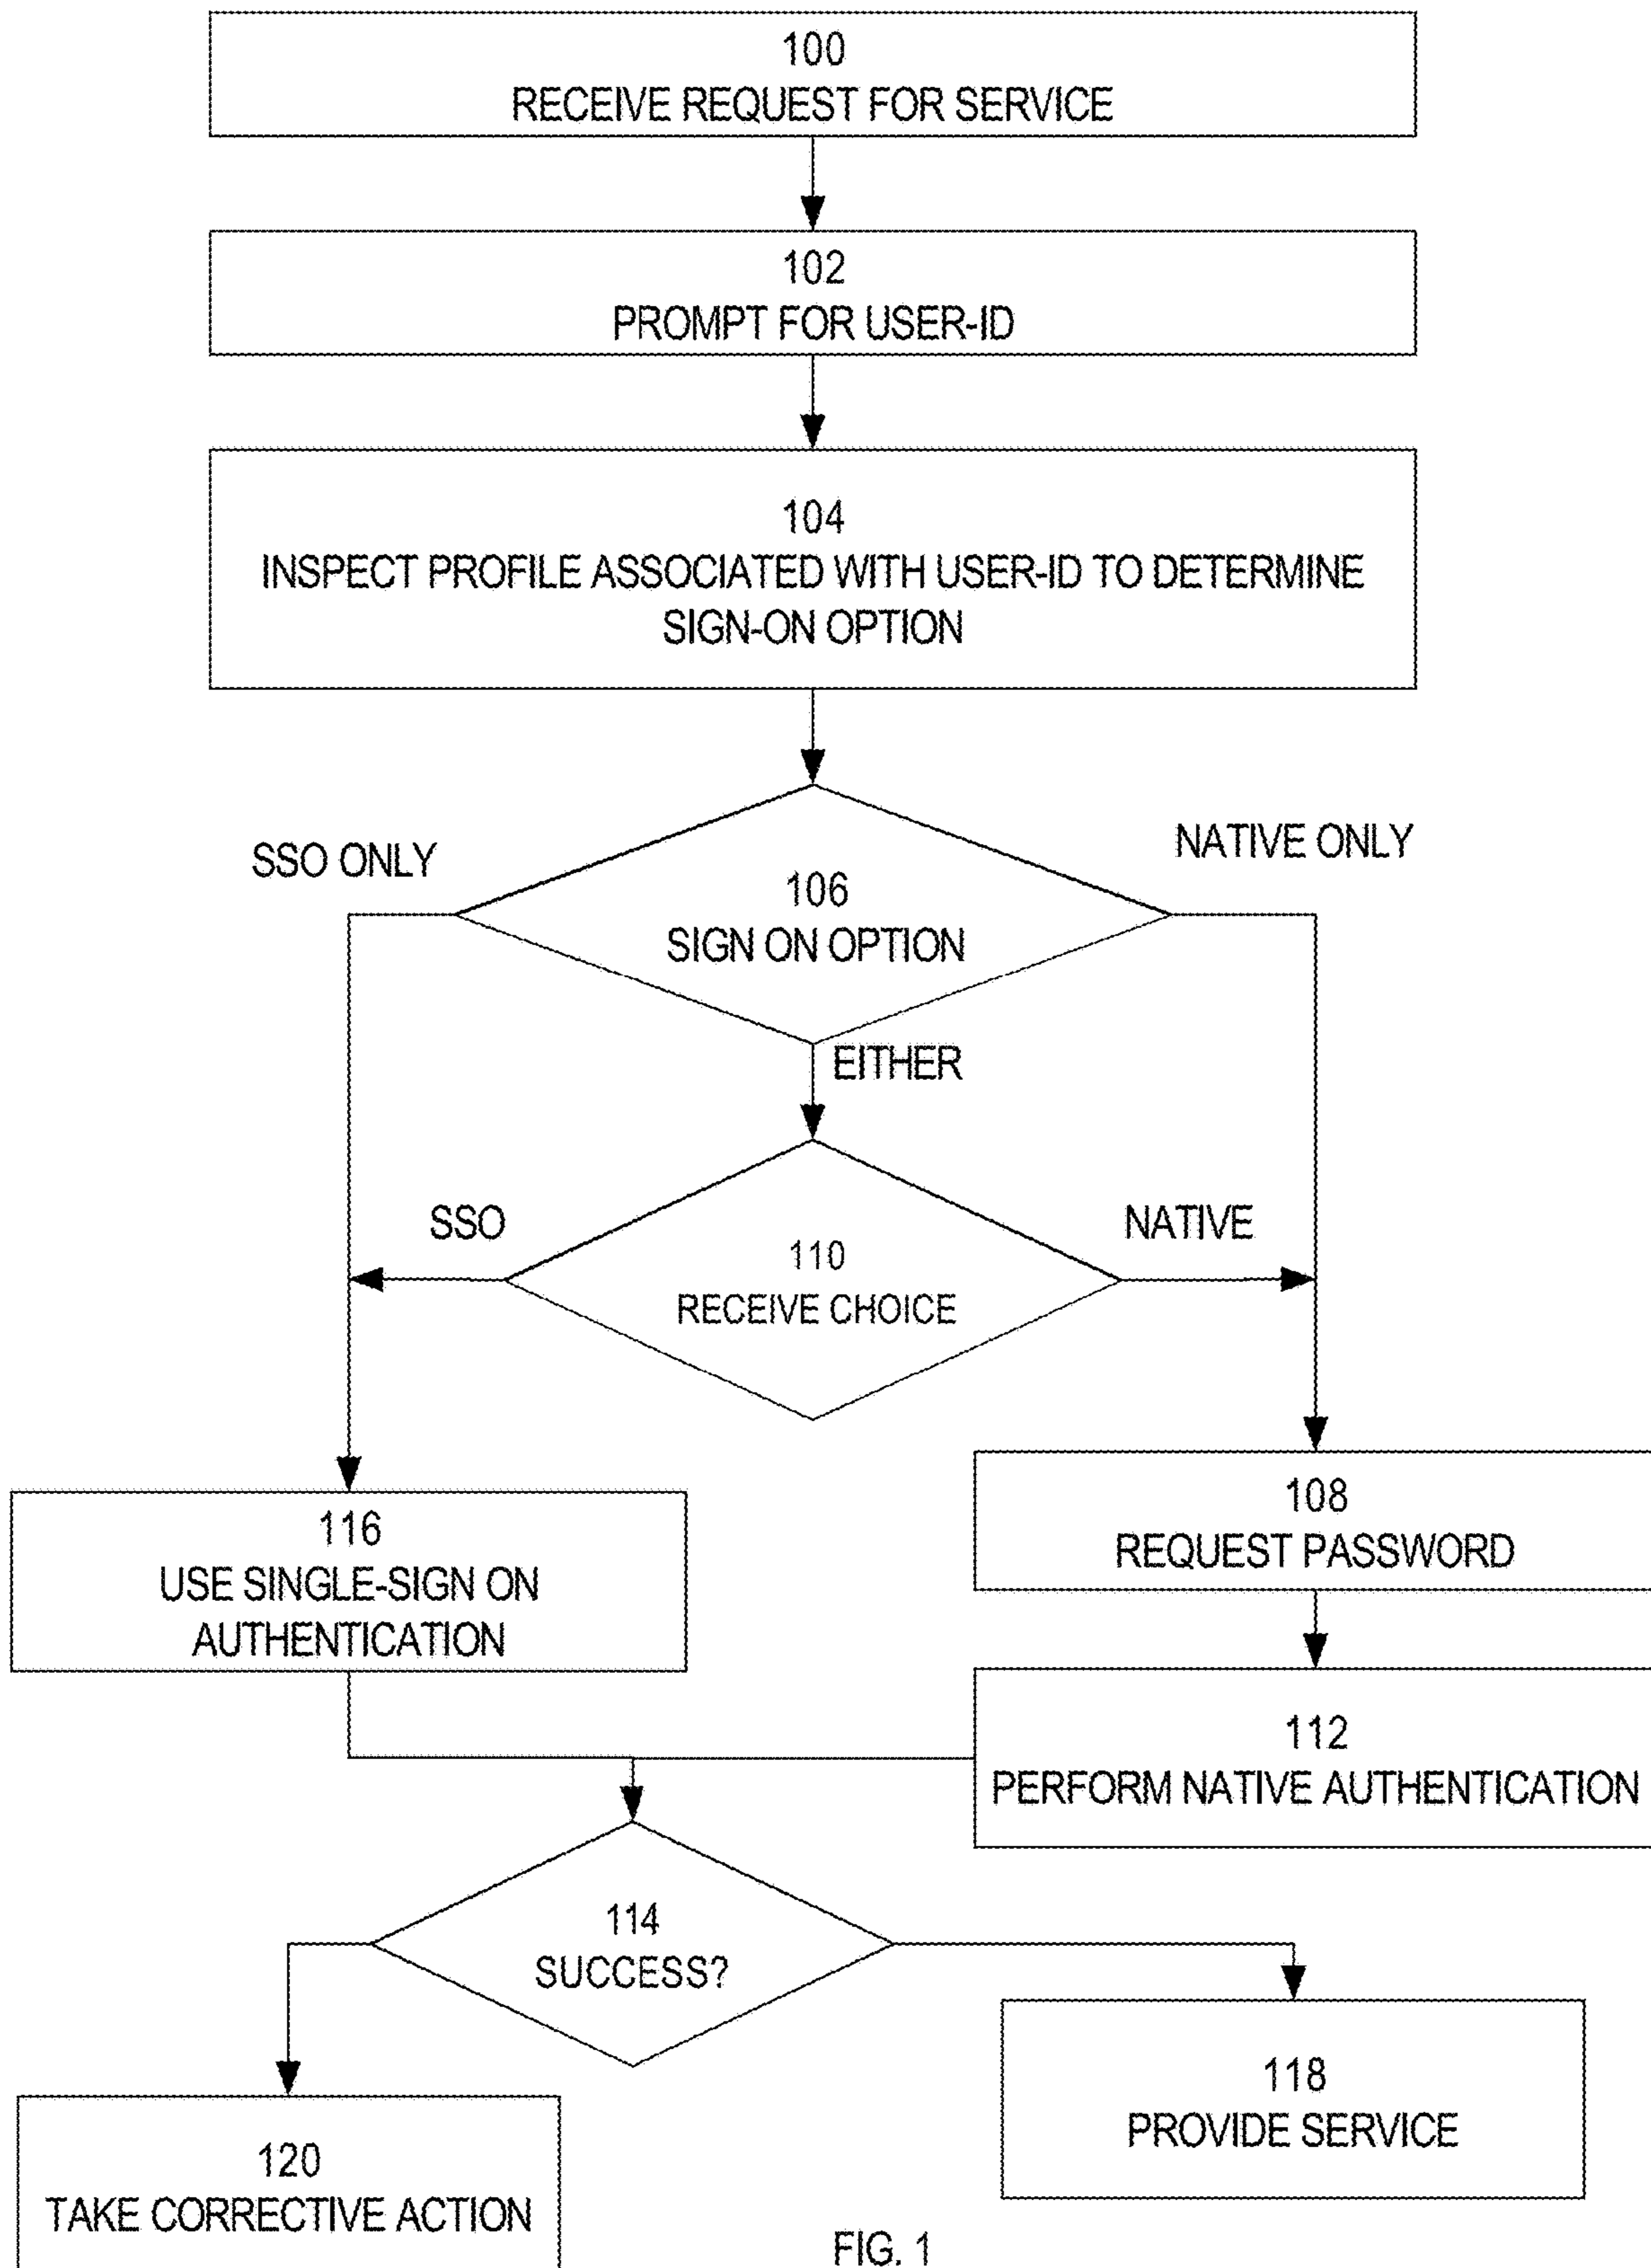 100
RECEIVE REQUEST FOR SERVICE
102
PROMPT FOR USER-ID
104
INSPECT PROFILE ASSOCIATED WITH USER-ID TO DETERMINE
SIGN-ON OPTION
SSO ONLY
NATIVE ONLY
106
SIGN ON OPTION
EITHER
SSO
NATIVE
110
RECEIVE CHOICE
116
USE SINGLE-SIGN ON
AUTHENTICATION
108
REQUEST PASSWORD
112
PERFORM NATIVE AUTHENTICATION
114
SUCCESS?
118
PROVIDE SERVICE
120
TAKE CORRECTIVE ACTION
FIG. 1